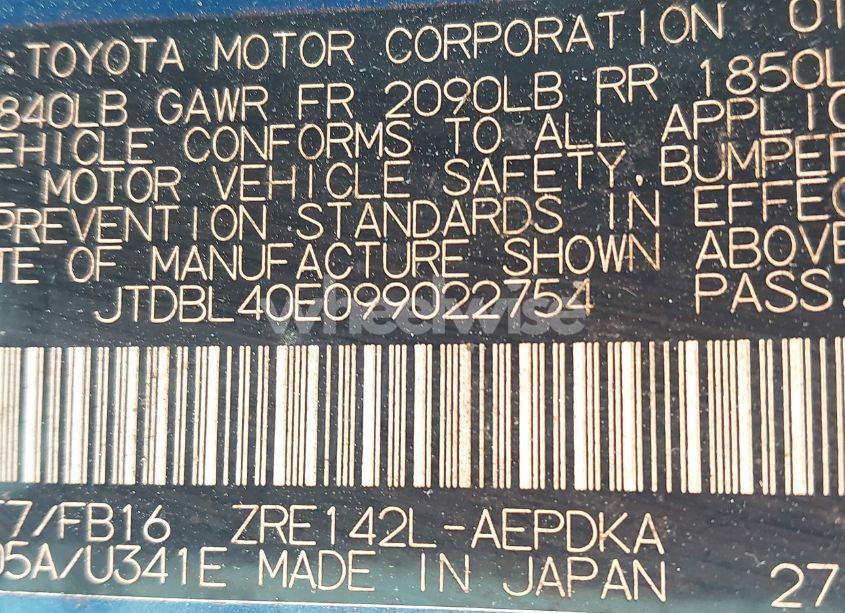 : TOYOTA MOTOR CORPORATION 01
840LB GAWR FR 2090LB RR 1850L
EHICLE CONFORMS TO ALL APPLIC
MOTOR VEHICLE SAFETY, BUMPER
PREVENTION STANDARDS IN EFFEC
TE OF MANUFACTURE SHOWN ABOVE
JTDBL40E099022754 PASS.
wheelwise
7/FB16 ZRE142L-AEPDKA
05A/U341E MADE IN JAPAN 27